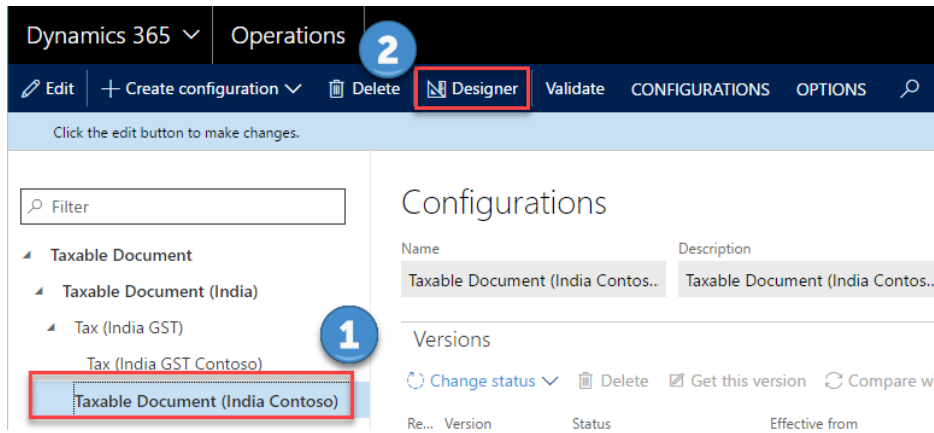 Dynamics 365 Operations
2
Edit Create configuration Delete Designer Validate CONFIGURATIONS OPTIONS
Click the edit button to make changes.
Filter
Configurations
Name Description
Taxable Document (India Contos... Taxable Document (India Contos...
Taxable Document
Taxable Document (India)
Tax (India GST)
Tax (India GST Contoso)
1
Taxable Document (India Contoso)
Versions
Change status Delete Get this version Compare w
Re... Version Status Effective from